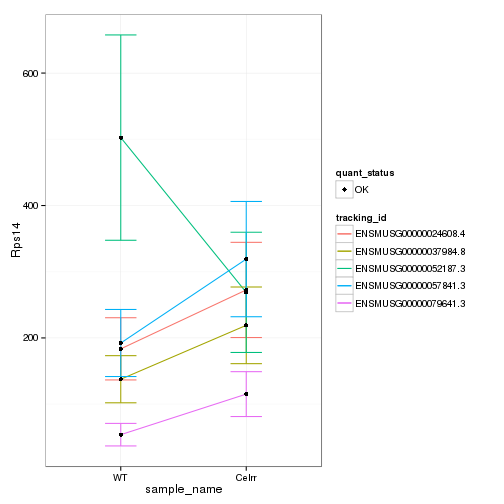 600
400
200
Rps14
WT
Celrr
sample_name
quant_status
OK
tracking_id
ENSMUSG00000024608.4
ENSMUSG00000037984.8
ENSMUSG00000052187.3
ENSMUSG00000057841.3
ENSMUSG00000079641.3